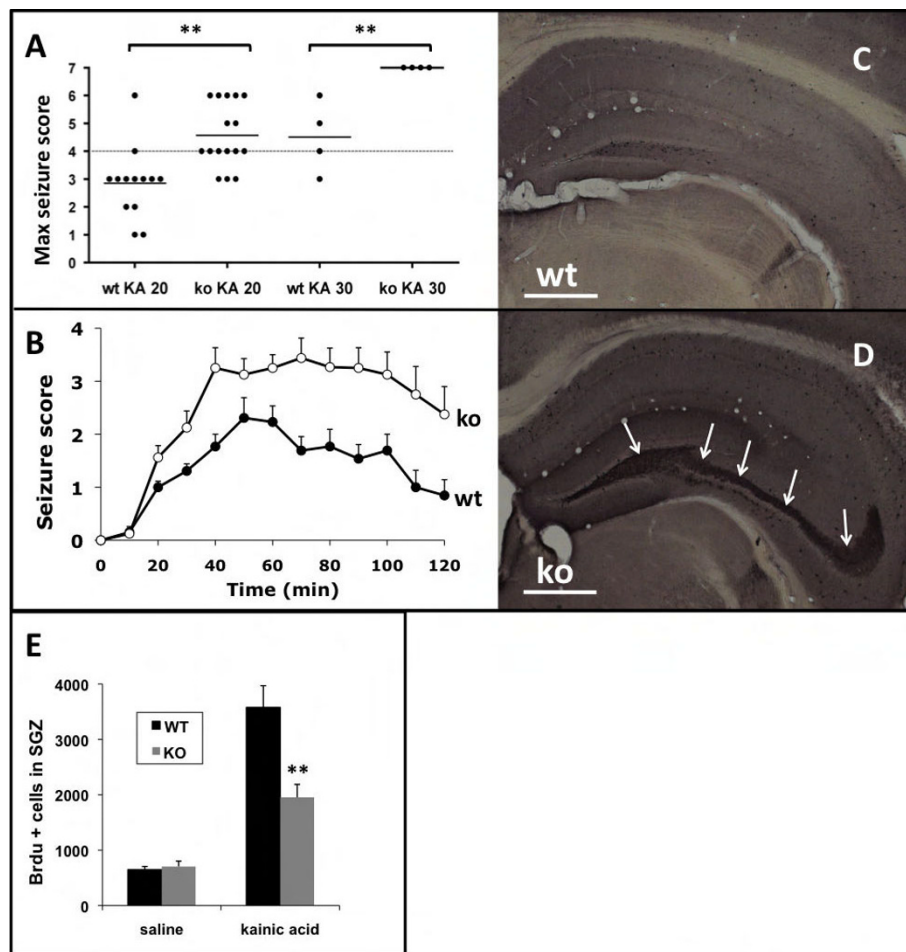 A
** **
Max seizure score
7
6
5
4
3
2
1
0
wt KA 20 ko KA 20 wt KA 30 ko KA 30
C
wt
B
Seizure score
4
3
2
1
0
ko
wt
0 20 40 60 80 100 120
Time (min)
D
ko
E
Brdu + cells in SGZ
4000
3000
2000
1000
0
WT
KO
**
saline kainic acid